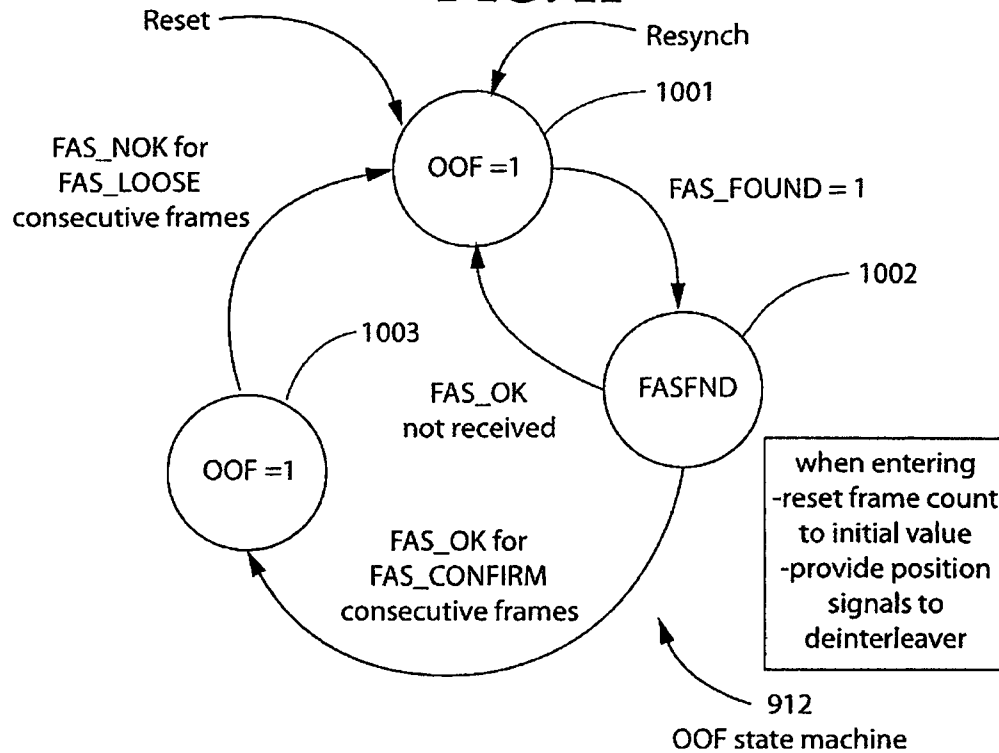 Reset
Resynch
1001
OOF =1
FAS_NOK for
FAS_LOOSE
consecutive frames
FAS_FOUND = 1
1002
1003
FASFND
FAS_OK
not received
OOF =1
when entering
-reset frame count
to initial value
-provide position
signals to
deinterleaver
FAS_OK for
FAS_CONFIRM
consecutive frames
912
OOF state machine